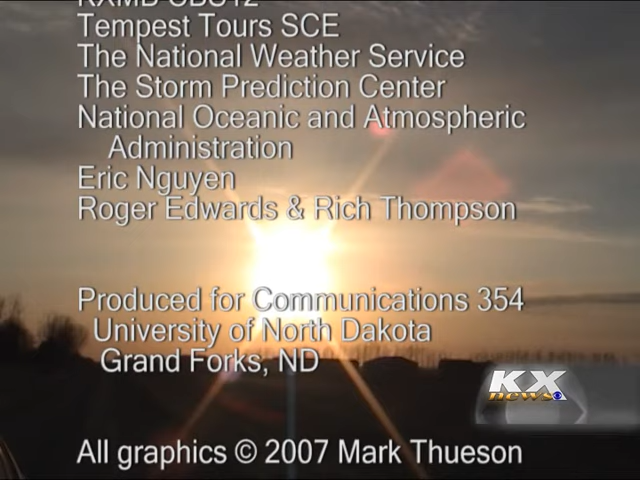 KXMB CBS12
Tempest Tours SCE
The National Weather Service
The Storm Prediction Center
National Oceanic and Atmospheric
Administration
Eric Nguyen
Roger Edwards & Rich Thompson
Produced for Communications 354
University of North Dakota
Grand Forks, ND
KX
news
All graphics © 2007 Mark Thueson